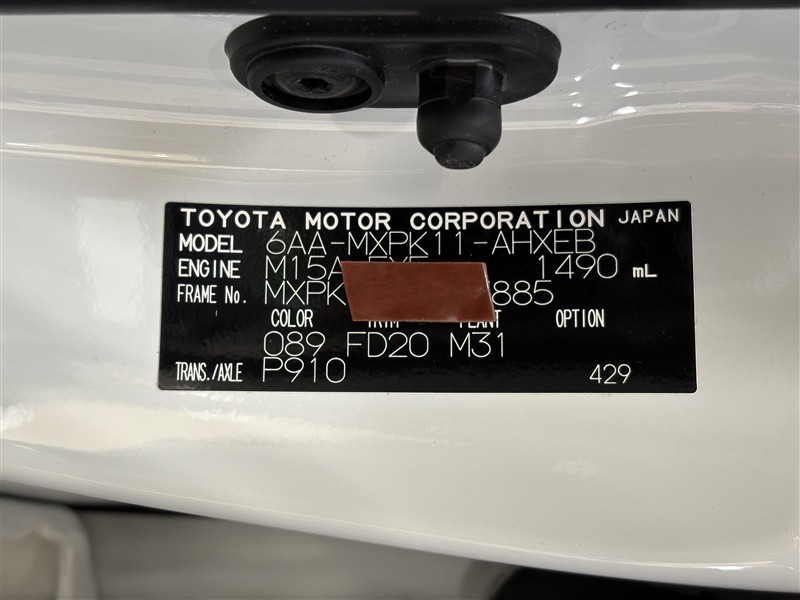 TOYOTA MOTOR CORPORATION JAPAN
MODEL 6AA-MXPK11-AHXEB
ENGINE M15A 1490 mL
FRAME No. MXPK 885
COLOR OPTION
089 FD20 M31
TRANS./AXLE P910 429